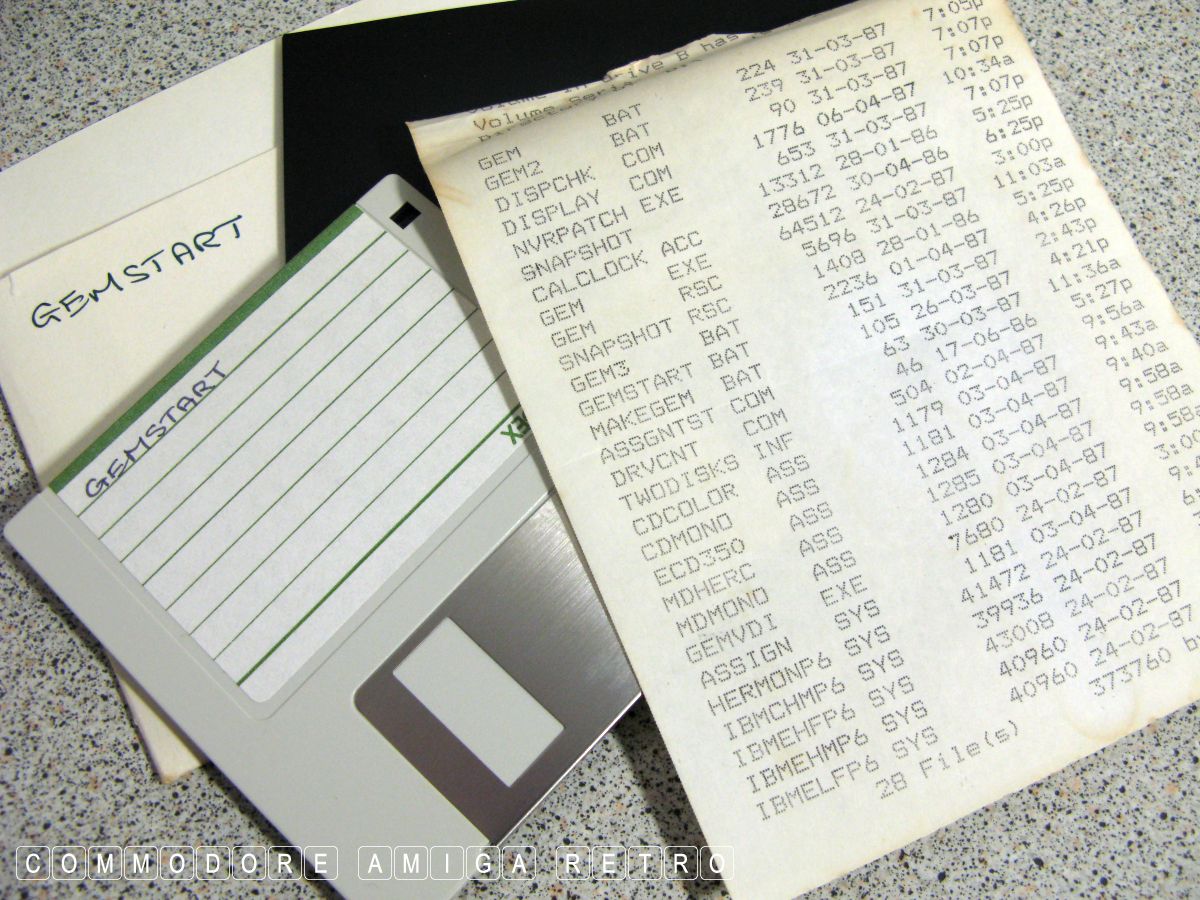 GEMSTART
GEMSTART
Volume in drive B has
Volume Seri
GEM BAT 224 31-03-87 7:05p
GEM2 BAT 239 31-03-87 7:07p
DISPCHK COM 90 31-03-87 7:07p
DISPLAY COM 1776 06-04-87 10:34a
NVRPATCH EXE 653 31-03-87 7:07p
SNAPSHOT 13312 28-01-86 5:25p
CALCLOCK ACC 28672 30-04-86 6:25p
GEM EXE 64512 24-02-87 3:00p
GEM RSC 5696 31-03-87 11:03a
SNAPSHOT RSC 1408 28-01-86 5:25p
GEM3 BAT 2236 01-04-87 4:26p
GEMSTART BAT 151 31-03-87 2:43p
MAKEGEM BAT 105 26-03-87 4:21p
ASSGNTST COM 63 30-03-87 11:36a
DRVCNT COM 46 17-06-86 5:27p
TWODISKS INF 504 02-04-87 9:56a
CDCOLOR ASS 1179 03-04-87 9:43a
CDMONO ASS 1181 03-04-87 9:40a
ECD350 ASS 1284 03-04-87 9:58a
MDHERC ASS 1285 03-04-87 9:58a
MDMONO ASS 1280 03-04-87 9:58
GEMVDI EXE 7680 24-02-87 3:0
ASSIGN SYS 1181 03-04-87 9:
HERMONP6 SYS 41472 24-02-87 6
IBMCHMP6 SYS 39936 24-02-87
IBMEHFP6 SYS 43008 24-02-87
IBMEHMP6 SYS 40960 24-02-87
IBMELFP6 SYS 40960 24-02-87
28 File(s) 373760 b
COMMODORE AMIGA RETRO